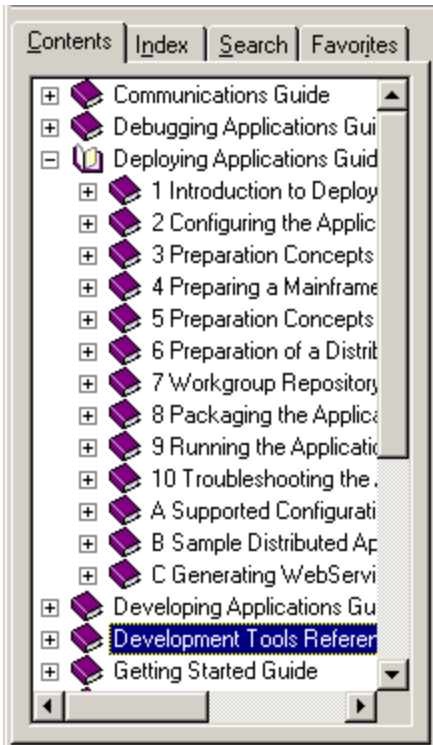 Contents Index Search Favorites
Communications Guide
Debugging Applications Gui
Deploying Applications Guid
1 Introduction to Deploy
2 Configuring the Applic
3 Preparation Concepts
4 Preparing a Mainframe
5 Preparation Concepts
6 Preparation of a Distrib
7 Workgroup Repository
8 Packaging the Applica
9 Running the Applicatio
10 Troubleshooting the
A Supported Configurati
B Sample Distributed Ap
C Generating WebServi
Developing Applications Gu
Development Tools Referen
Getting Started Guide